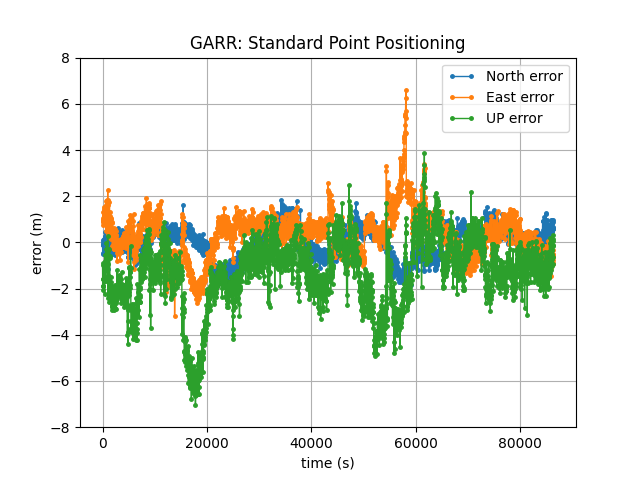 GARR: Standard Point Positioning
North error
East error
UP error
8
6
4
2
0
−2
−4
−6
−8
error (m)
0
20000
40000
60000
80000
time (s)